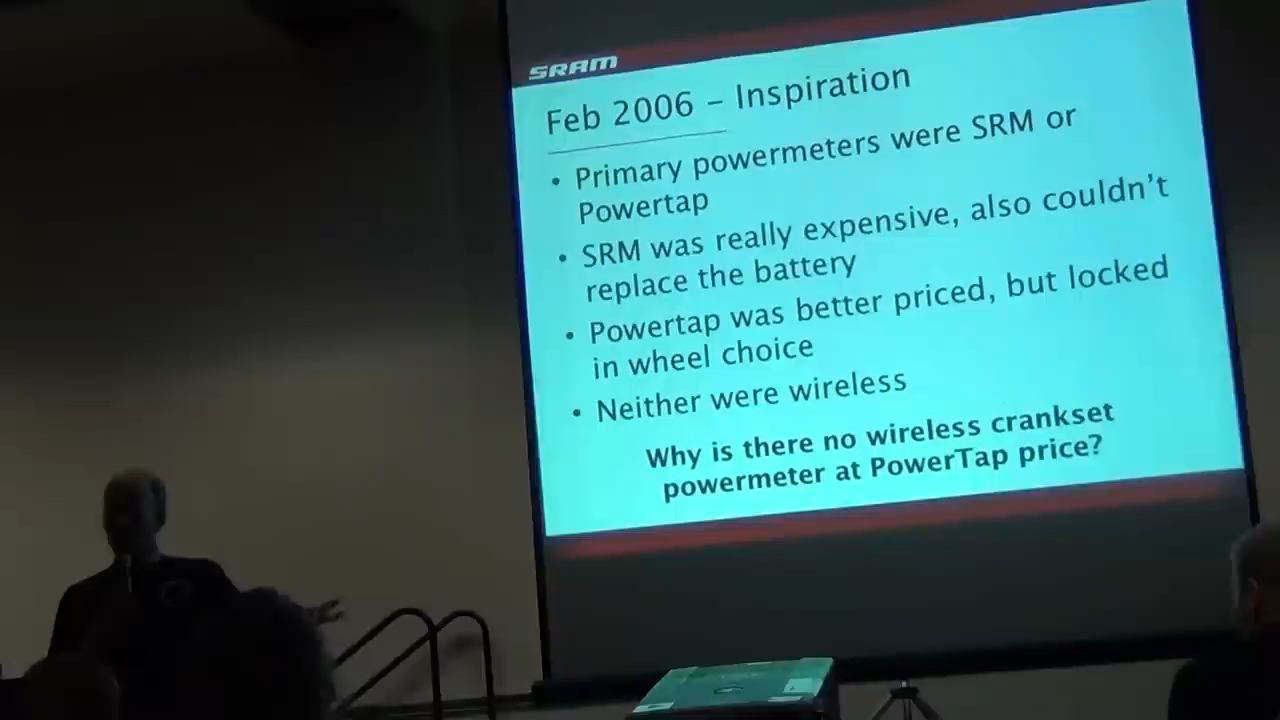 SRAM
Feb 2006 – Inspiration
• Primary powermeters were SRM or
Powertap
• SRM was really expensive, also couldn't
replace the battery
• Powertap was better priced, but locked
in wheel choice
• Neither were wireless
Why is there no wireless crankset
powermeter at PowerTap price?